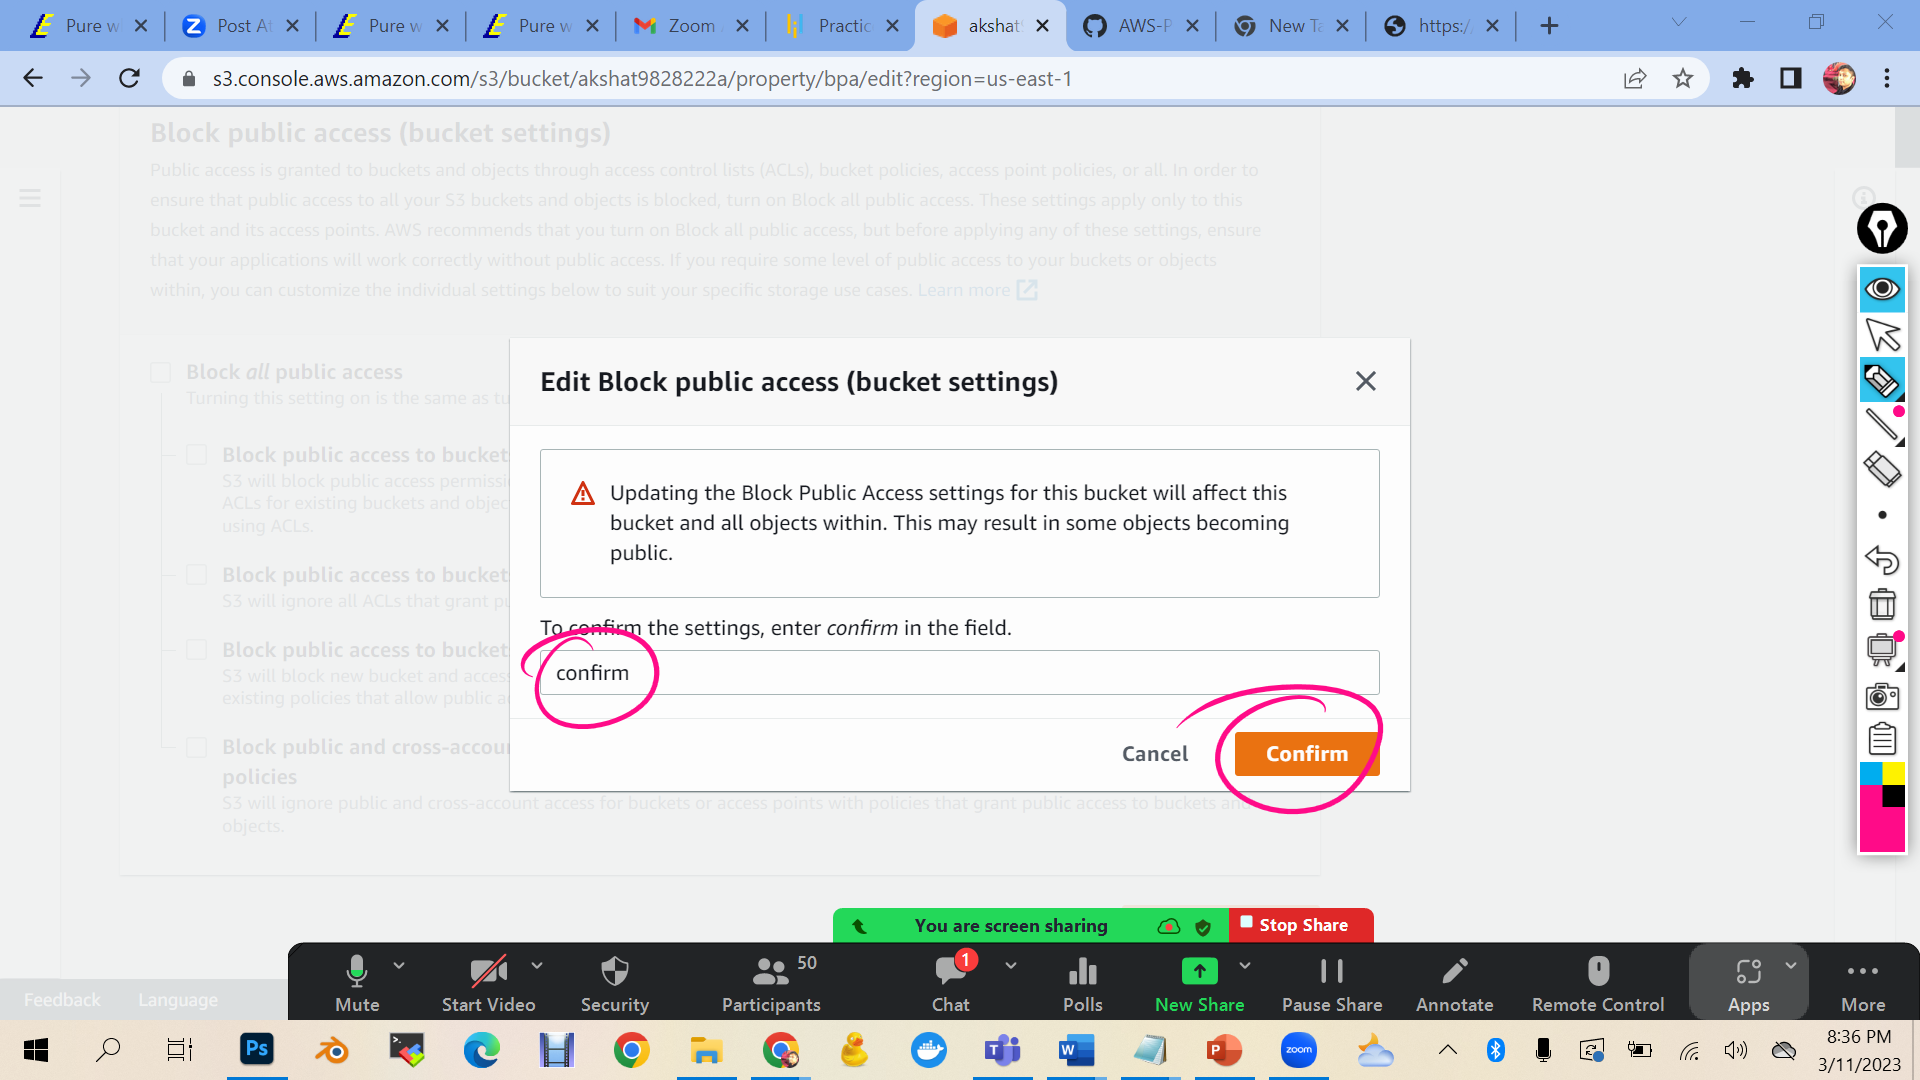 Pure w
Post At
Pure w
Pure w
Zoom
Practic
akshat
AWS-P
New Ta
https:/
s3.console.aws.amazon.com/s3/bucket/akshat9828222a/property/bpa/edit?region=us-east-1
Block public access (bucket settings)
Public access is granted to buckets and objects through access control lists (ACLs), bucket policies, access point policies, or all. In order to
ensure that public access to all your S3 buckets and objects is blocked, turn on Block all public access. These settings apply only to this
bucket and its access points. AWS recommends that you turn on Block all public access, but before applying any of these settings, ensure
that your applications will work correctly without public access. If you require some level of public access to your buckets or objects
within, you can customize the individual settings below to suit your specific storage use cases. Learn more
Block all public access
Turning this setting on is the same as tu
Block public access to bucket
S3 will block public access permissi
ACLs for existing buckets and objec
using ACLs.
Block public access to bucket
S3 will ignore all ACLs that grant pu
Block public access to bucket
S3 will block new bucket and acces
existing policies that allow public a
Block public and cross-accou
policies
S3 will ignore public and cross-account access for buckets or access points with policies that grant public access to buckets and
objects.
Edit Block public access (bucket settings)
Updating the Block Public Access settings for this bucket will affect this
bucket and all objects within. This may result in some objects becoming
public.
To confirm the settings, enter confirm in the field.
confirm
Cancel
Confirm
You are screen sharing
Stop Share
Feedback
Language
Mute
Start Video
Security
50
Participants
1
Chat
Polls
New Share
Pause Share
Annotate
Remote Control
Apps
More
Ps
zoom
8:36 PM
3/11/2023